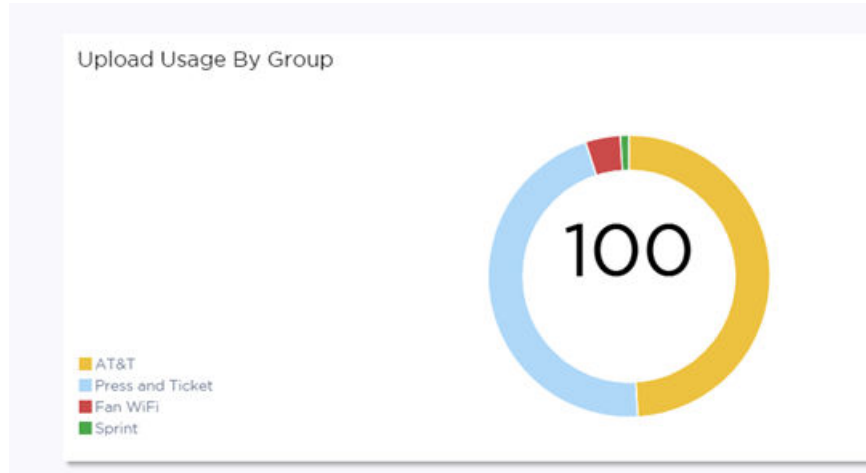 Upload Usage By Group
100
AT&T
Press and Ticket
Fan WiFi
Sprint